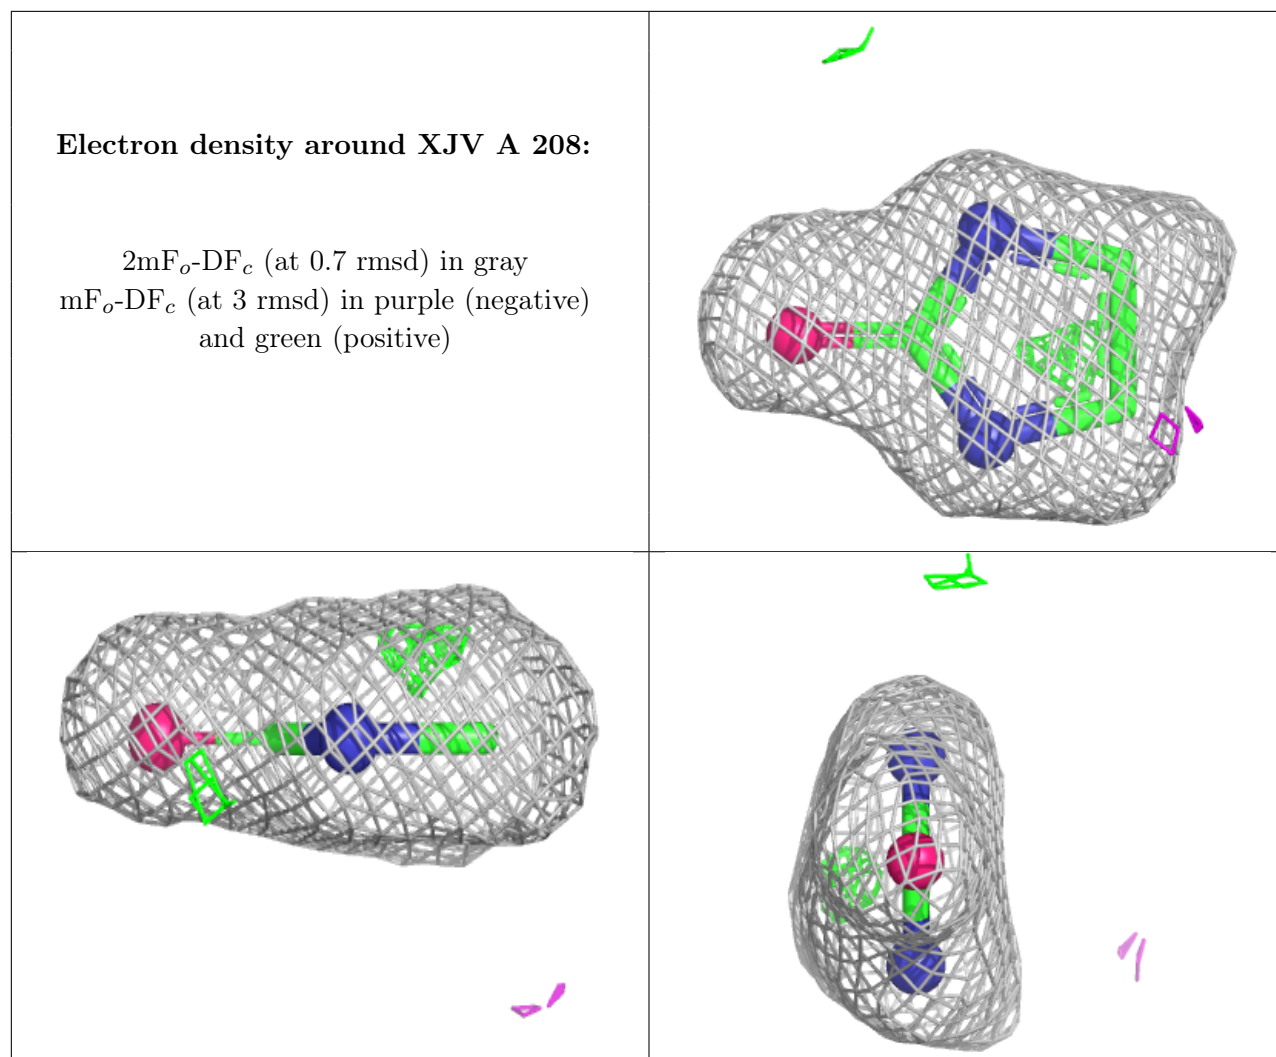 Electron density around XJV A 208:
2mFo-DFc (at 0.7 rmsd) in gray
mFo-DFc (at 3 rmsd) in purple (negative)
and green (positive)